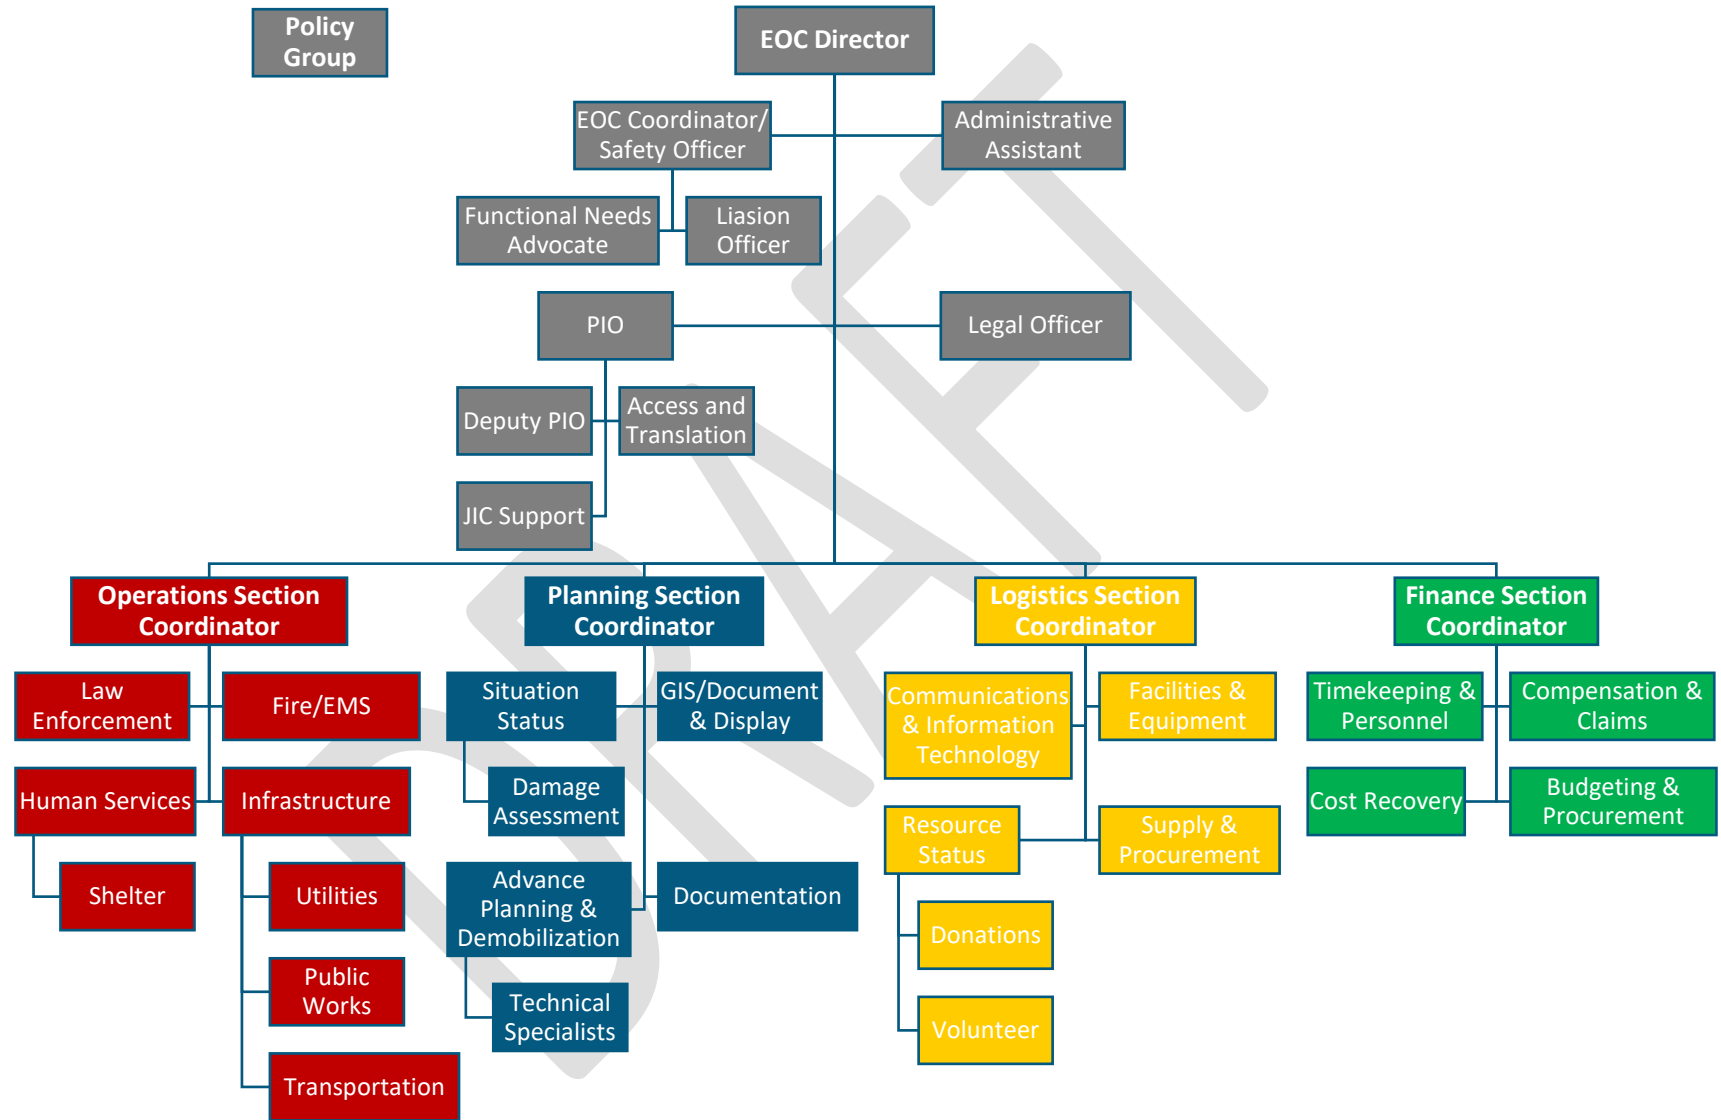 Policy
Group
EOC Director
EOC Coordinator/
Safety Officer
Administrative
Assistant
Functional Needs
Advocate
Liasion
Officer
PIO
Legal Officer
Deputy PIO
Access and
Translation
JIC Support
Operations Section
Coordinator
Planning Section
Coordinator
Logistics Section
Coordinator
Finance Section
Coordinator
Law
Enforcement
Fire/EMS
Human Services
Infrastructure
Shelter
Utilities
Public
Works
Transportation
Situation
Status
GIS/Document
& Display
Damage
Assessment
Advance
Planning &
Demobilization
Documentation
Technical
Specialists
Communications
& Information
Technology
Facilities &
Equipment
Resource
Status
Supply &
Procurement
Donations
Volunteer
Timekeeping &
Personnel
Compensation &
Claims
Cost Recovery
Budgeting &
Procurement
DRAFT